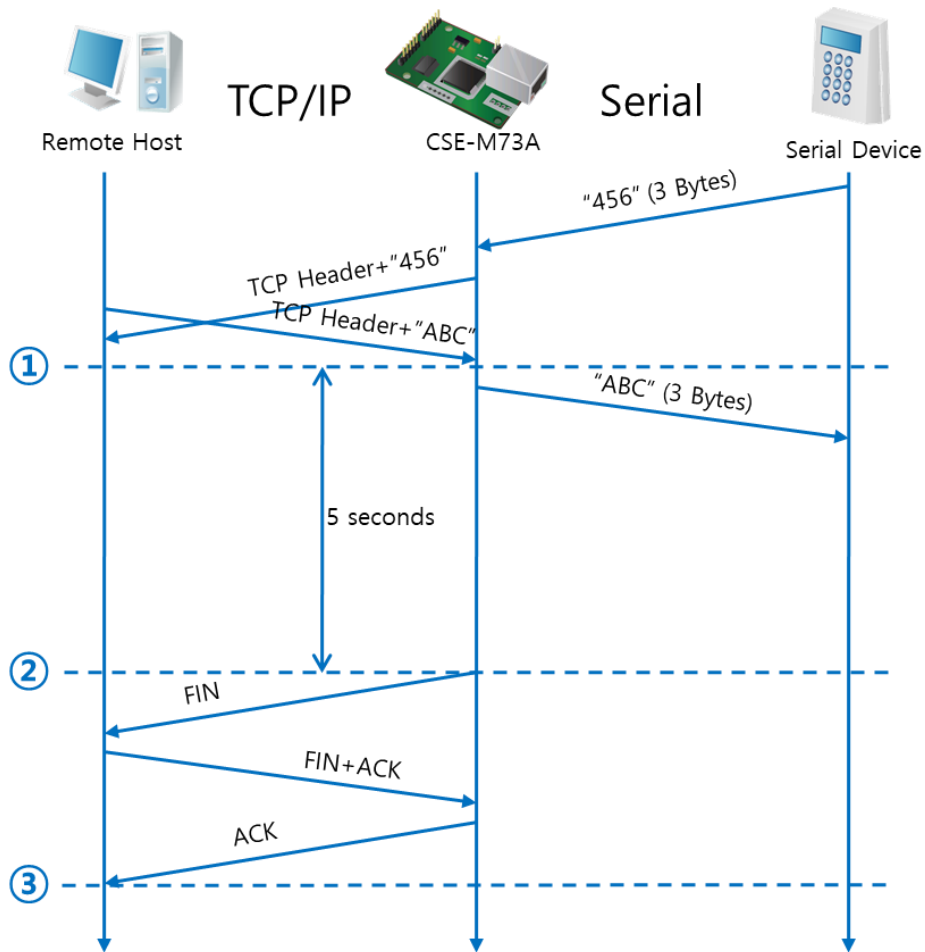 TCP/IP
Serial
Remote Host
CSE-M73A
Serial Device
“456” (3 Bytes)
TCP Header+“456”
TCP Header+“ABC”
①
“ABC” (3 Bytes)
5 seconds
②
FIN
FIN+ACK
ACK
③